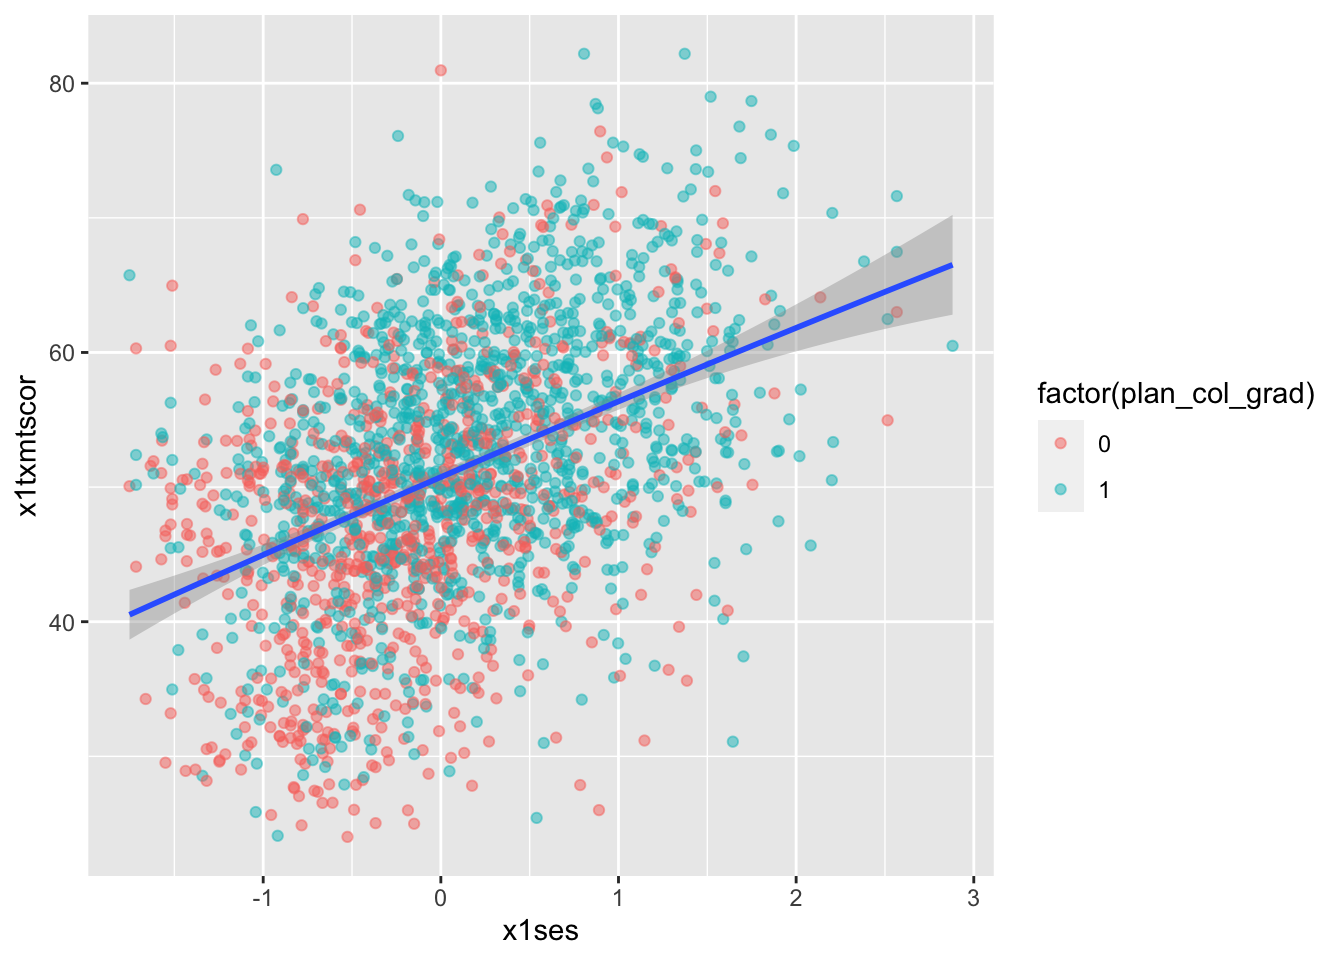 80
60
40
x1txmtscor
-1 0 1 2 3
x1ses
factor(plan_col_grad)
0
1